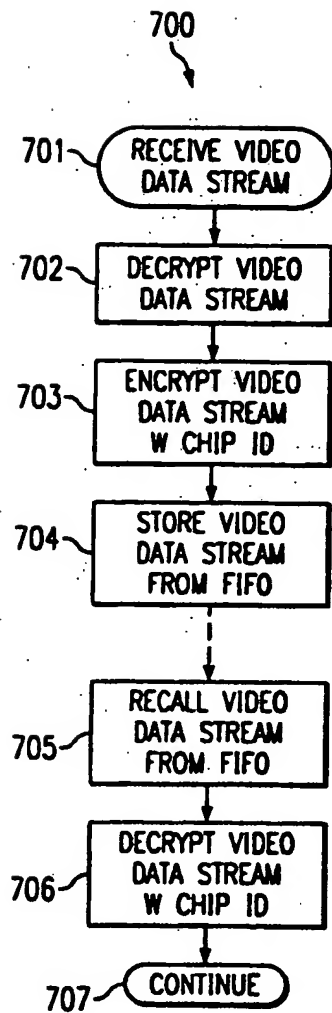 700
701
RECEIVE VIDEO
DATA STREAM
702
DECRYPT VIDEO
DATA STREAM
703
ENCRYPT VIDEO
DATA STREAM
W CHIP ID
704
STORE VIDEO
DATA STREAM
FROM FIFO
705
RECALL VIDEO
DATA STREAM
FROM FIFO
706
DECRYPT VIDEO
DATA STREAM
W CHIP ID
707
CONTINUE